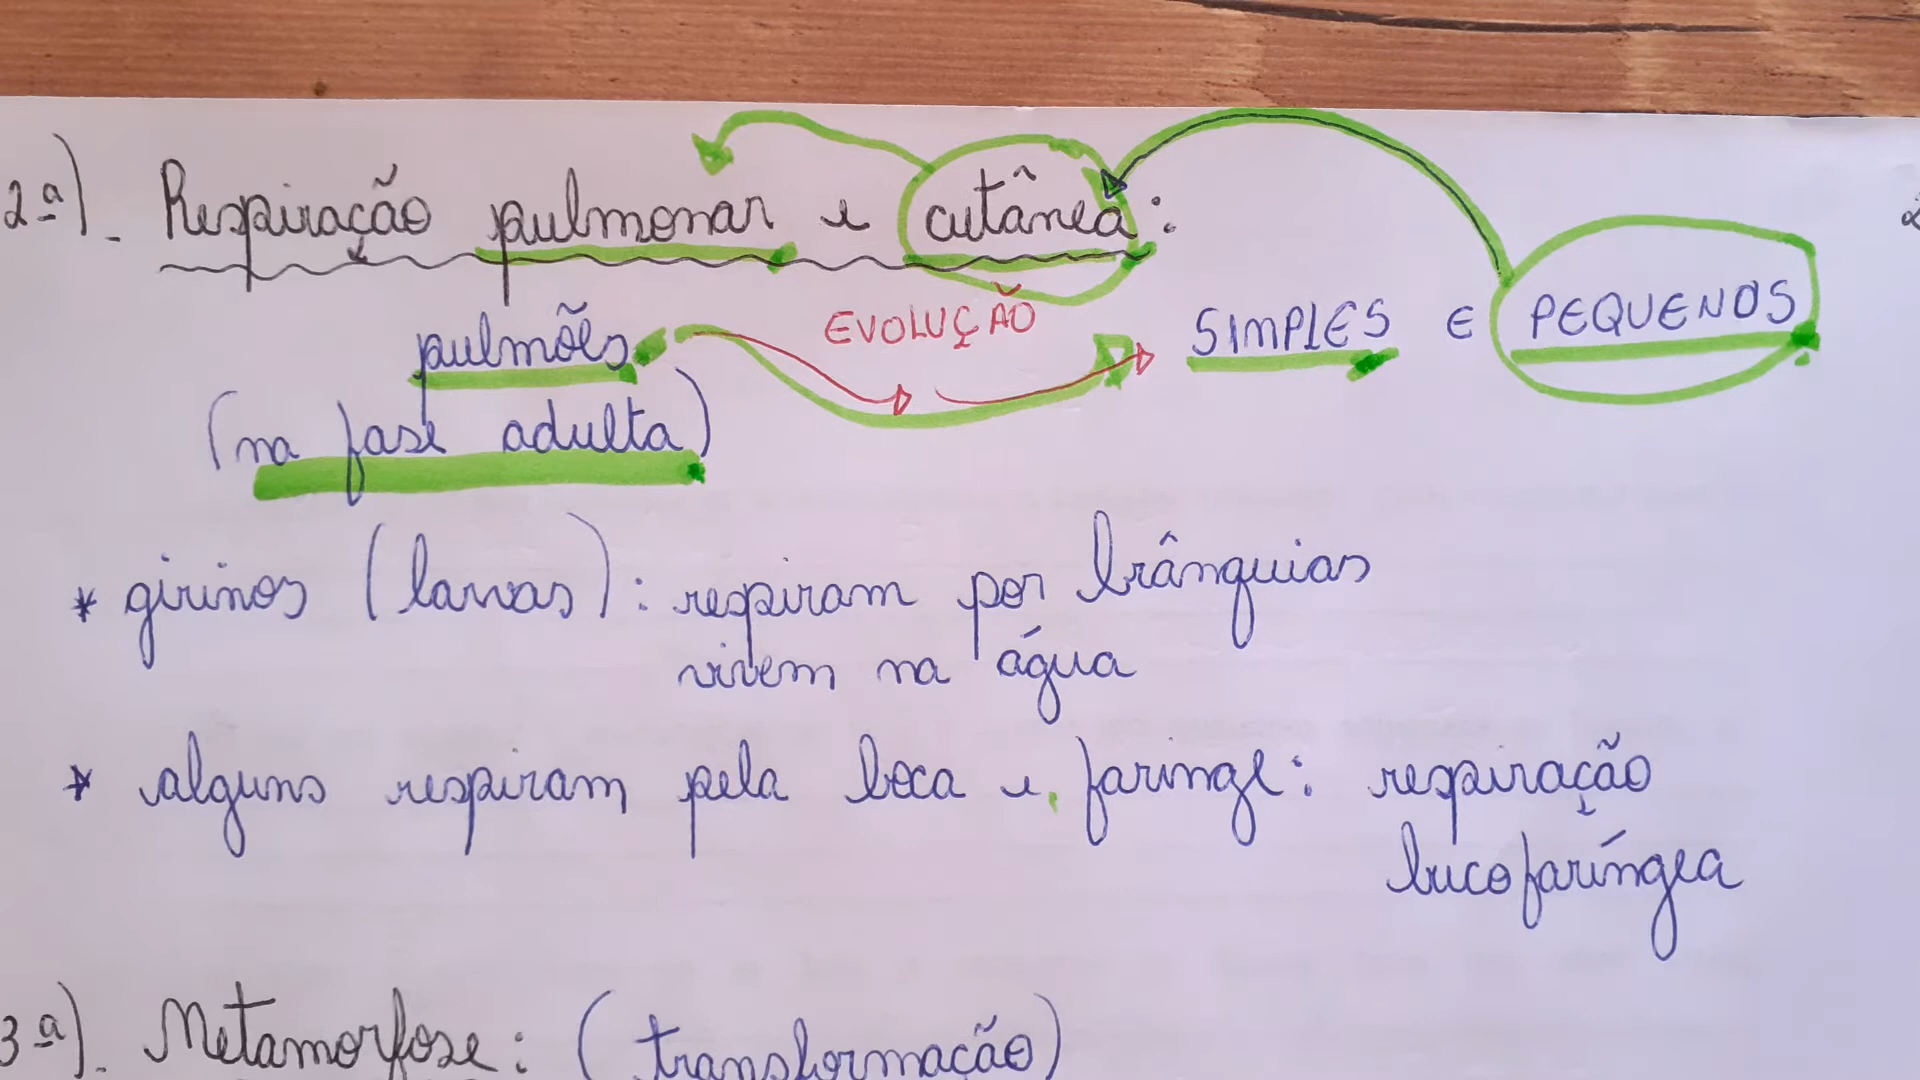 2ª). Respiração pulmonar e cutânea:
EVOLUÇÃO
pulmões SIMPLES E PEQUENOS
(na fase adulta)
* girinos (larvas): respiram por brânquias
vivem na água
* alguns respiram pela boca e, faringe: respiração
bucofaríngea
3ª). Metamorfose: (transformação)